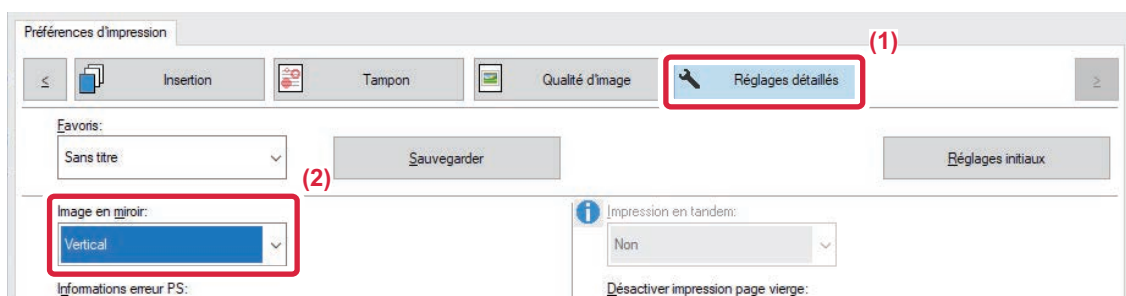 Préférences d'impression
(1)
< Insertion Tampon Qualité d'image Réglages détaillés >
Favoris:
Sans titre Sauvegarder Réglages initiaux
(2)
Image en miroir: Impression en tandem:
Vertical Non
Informations erreur PS: Désactiver impression page vierge: